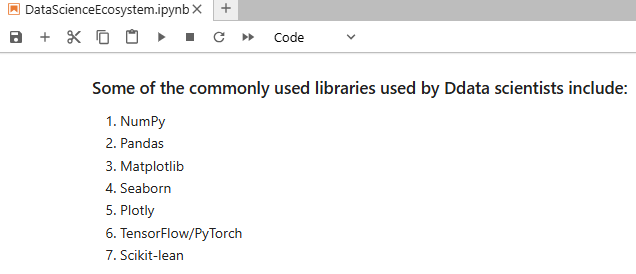 DataScienceEcosystem.ipynb
Code
Some of the commonly used libraries used by Ddata scientists include:
1. NumPy
2. Pandas
3. Matplotlib
4. Seaborn
5. Plotly
6. TensorFlow/PyTorch
7. Scikit-lean